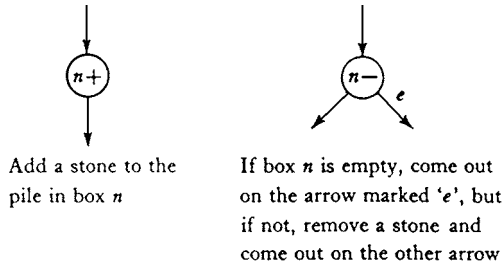 n+
n−
e
Add a stone to the
pile in box n
If box n is empty, come out
on the arrow marked ‘e’, but
if not, remove a stone and
come out on the other arrow